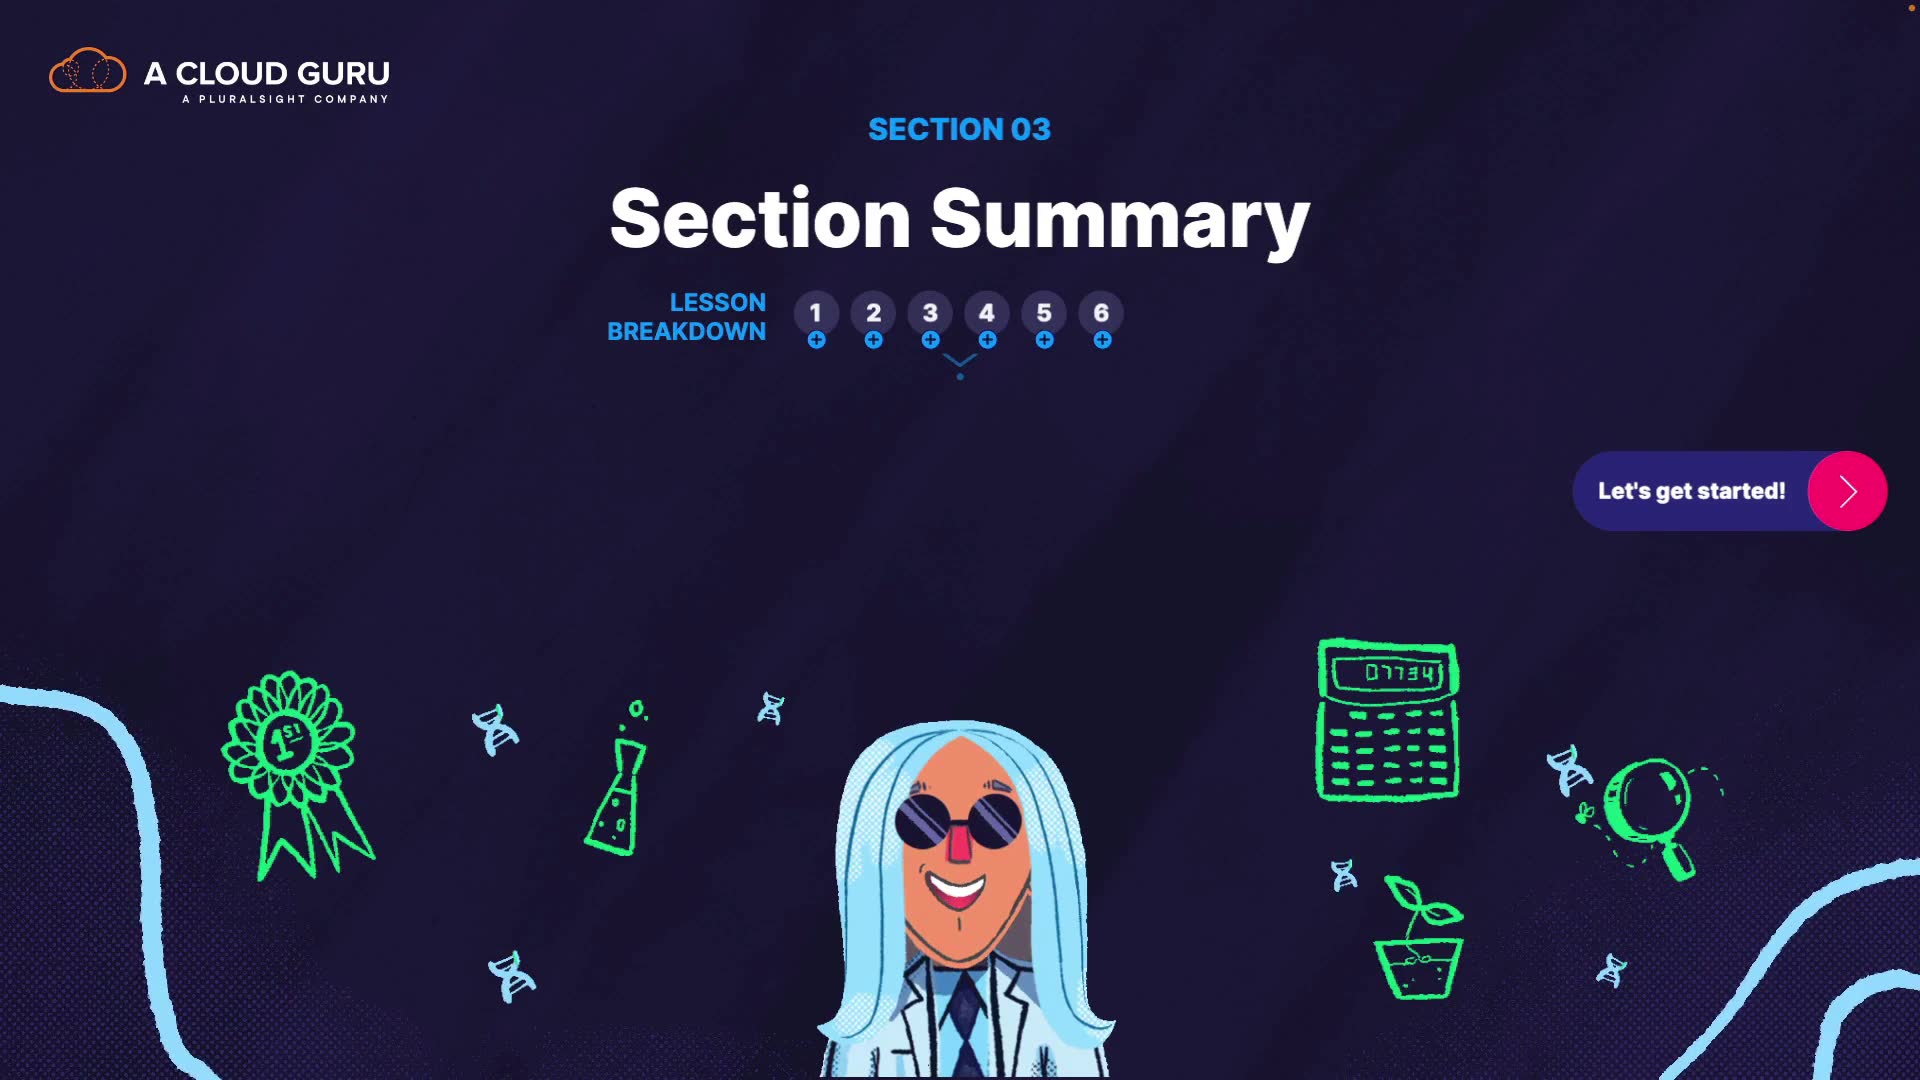 A CLOUD GURU
A PLURALSIGHT COMPANY
SECTION 03
Section Summary
LESSON
BREAKDOWN
1 2 3 4 5 6
Let's get started!
07734
1ST